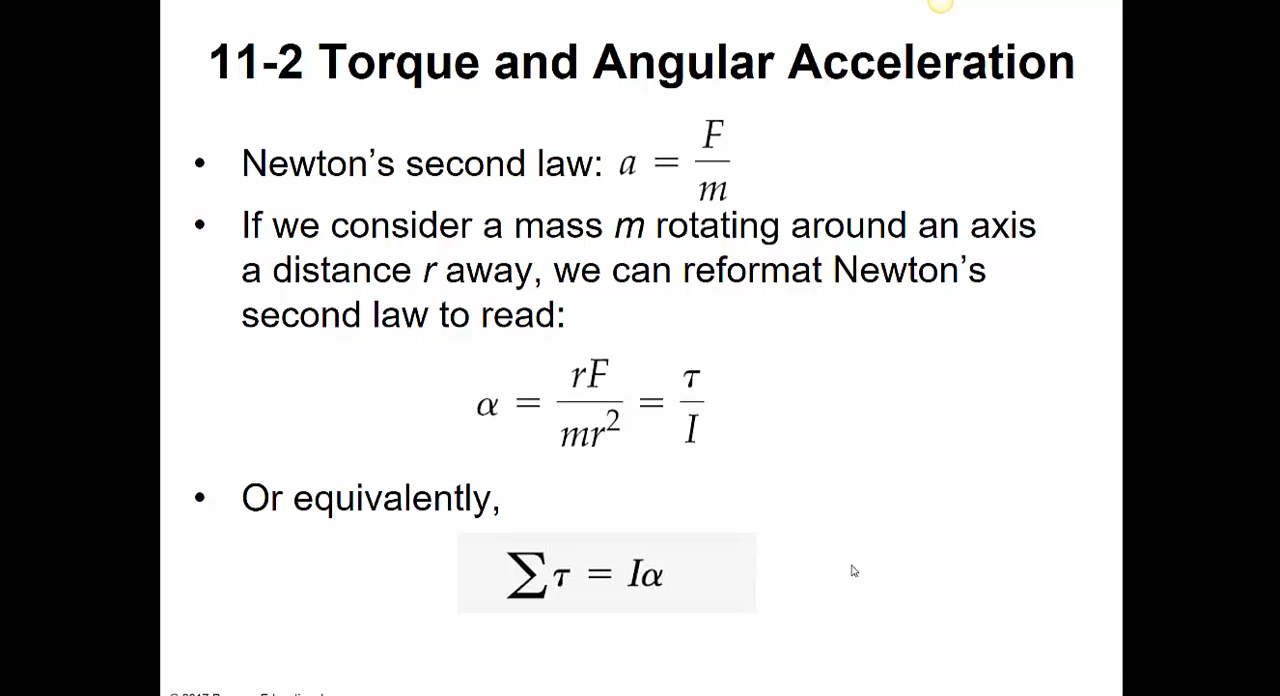 11-2 Torque and Angular Acceleration
• Newton’s second law: a = F/m
• If we consider a mass m rotating around an axis
a distance r away, we can reformat Newton’s
second law to read:
α = rF/mr² = τ/I
• Or equivalently,
∑τ = Iα